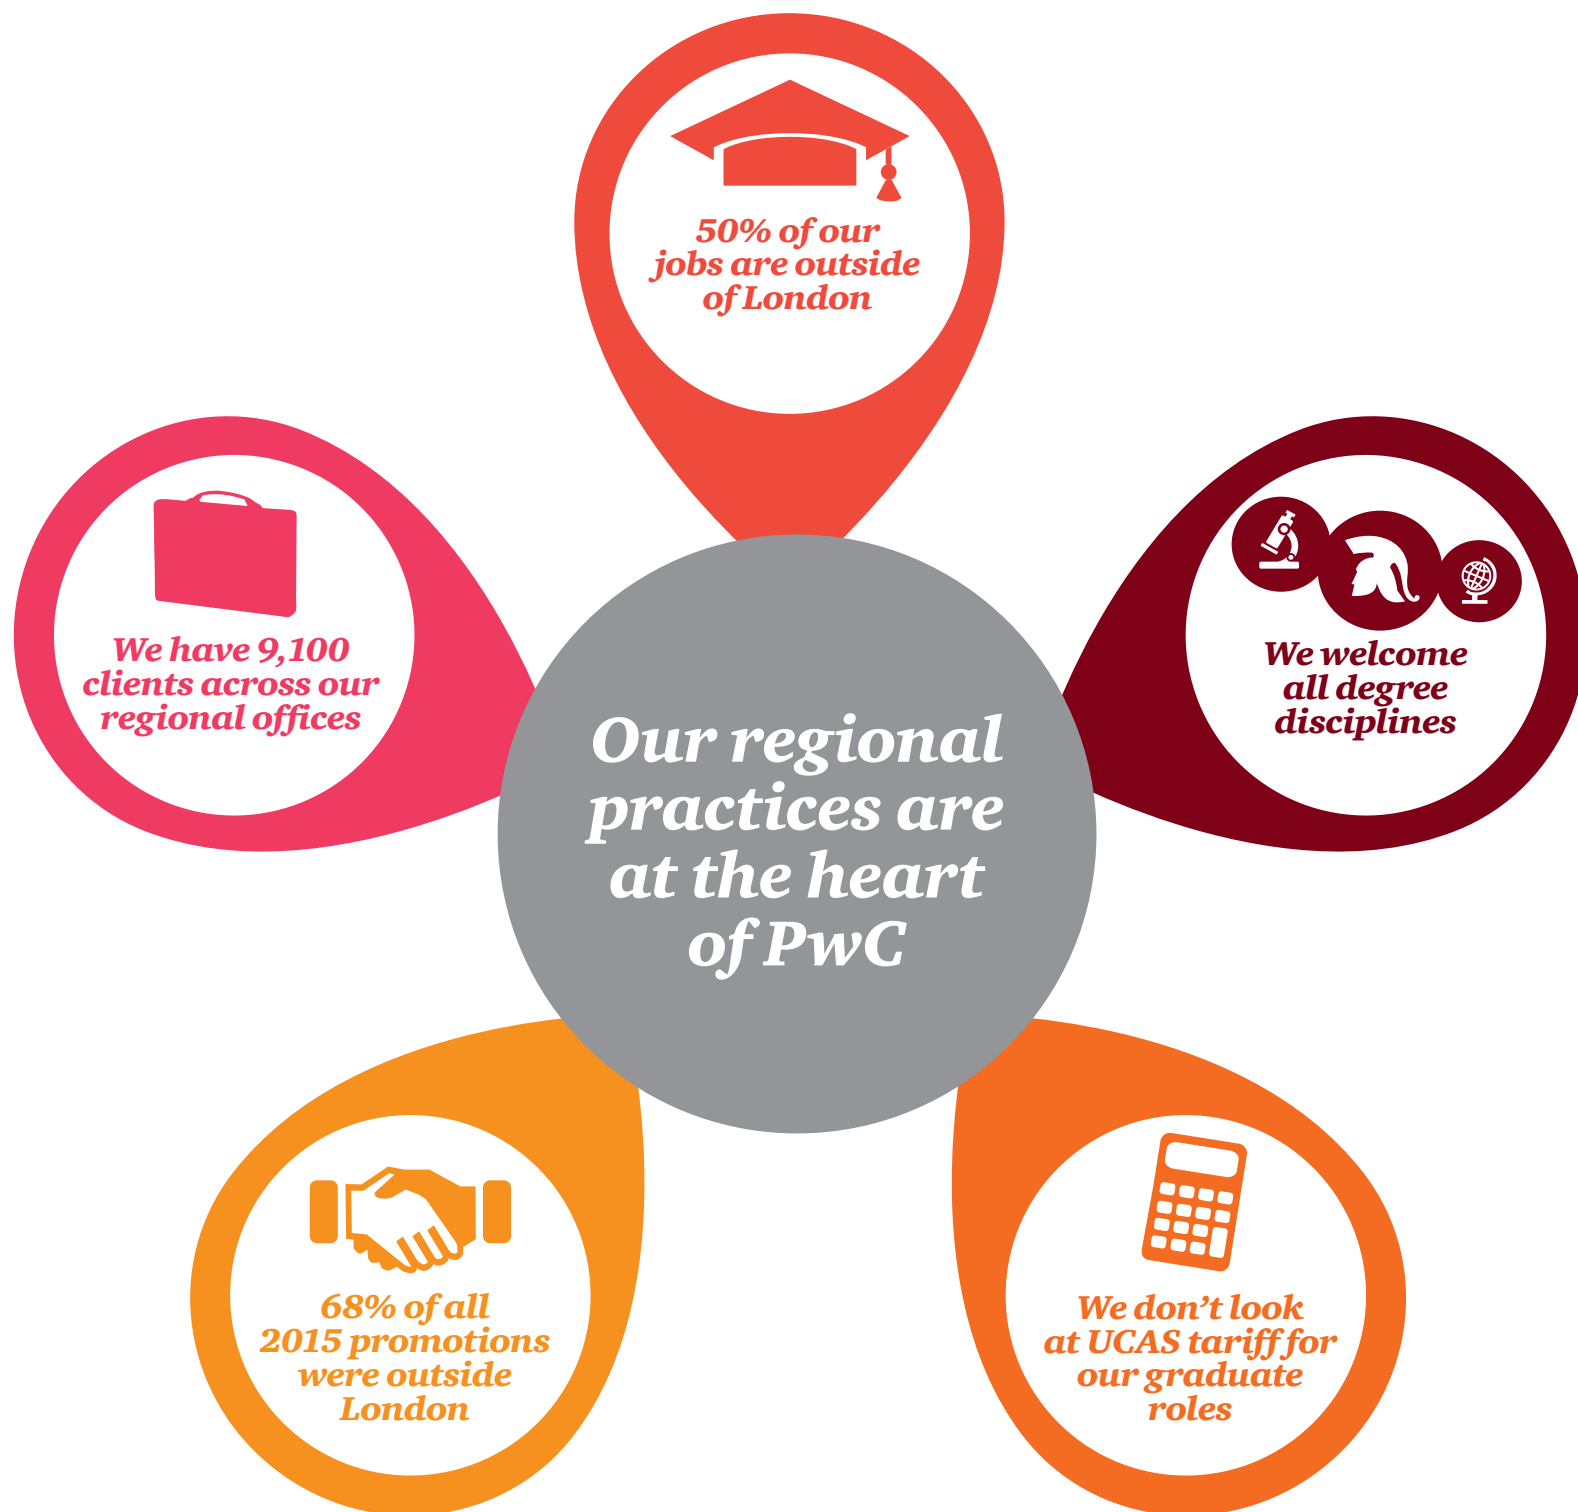 50% of our
jobs are outside
of London
We have 9,100
clients across our
regional offices
We welcome
all degree
disciplines
Our regional
practices are
at the heart
of PwC
68% of all
2015 promotions
were outside
London
We don’t look
at UCAS tariff for
our graduate
roles